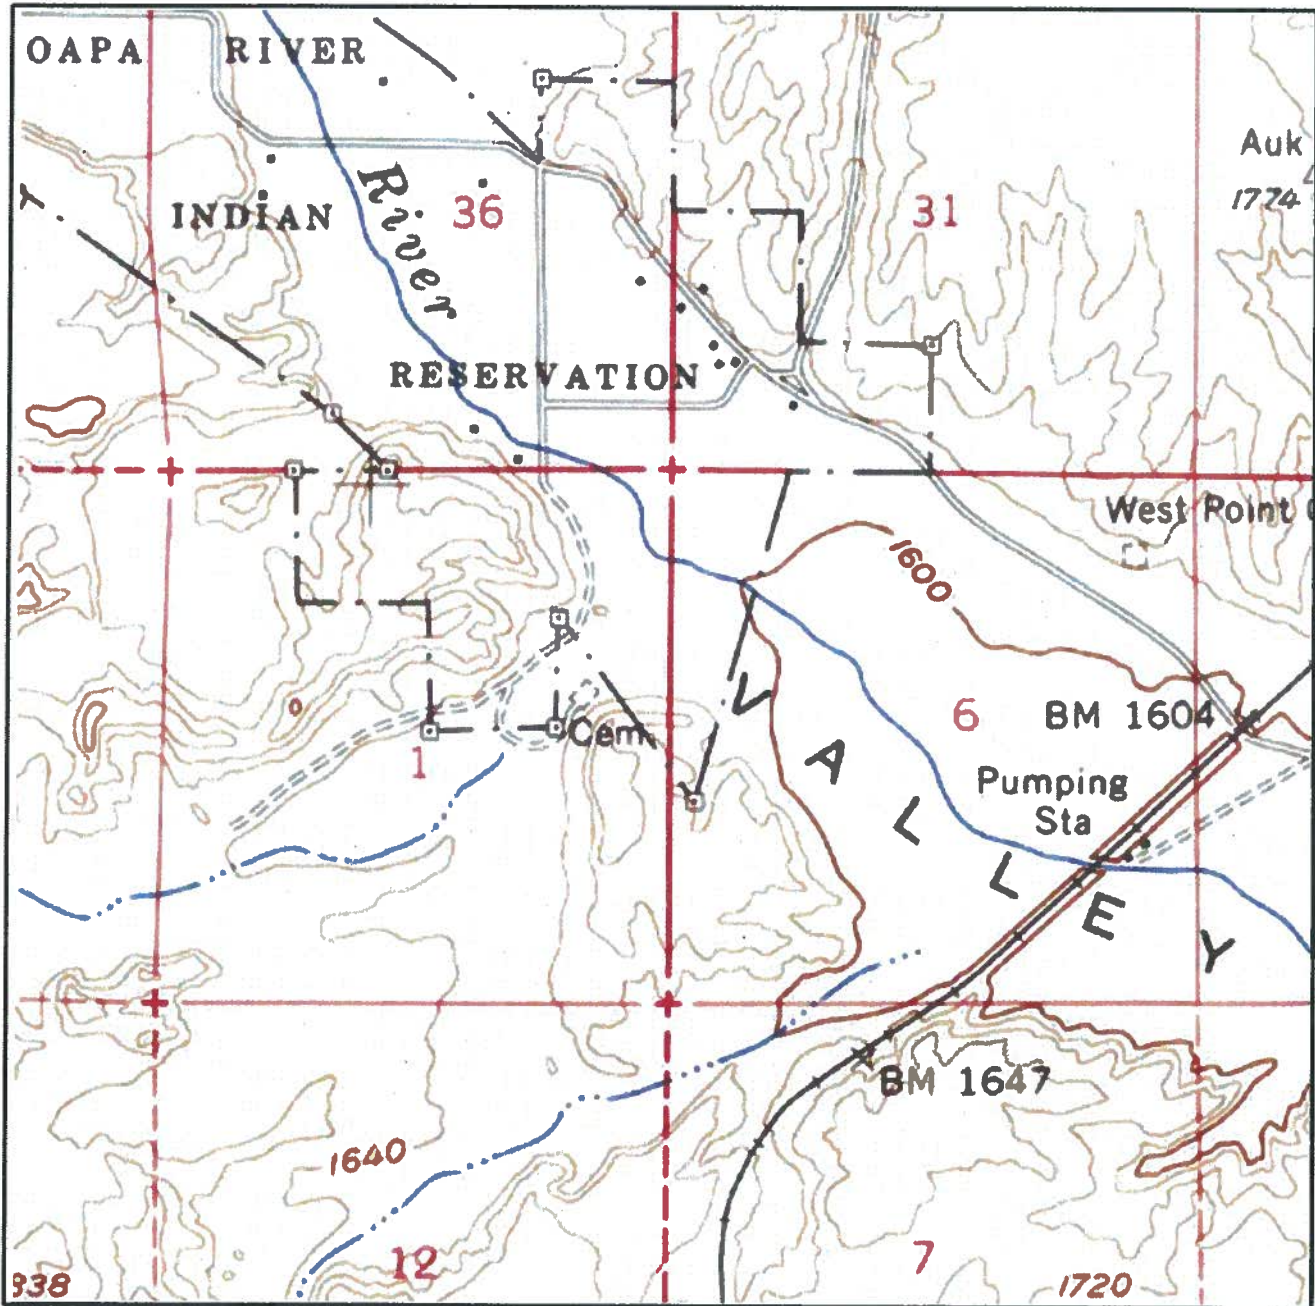 OAPA RIVER
Auk
1774
INDIAN
River
36
31
RESERVATION
West Point
1600
VALLEY
6
BM 1604
Cem
1
Pumping
Sta
BM 1647
1640
12
7
938
1720